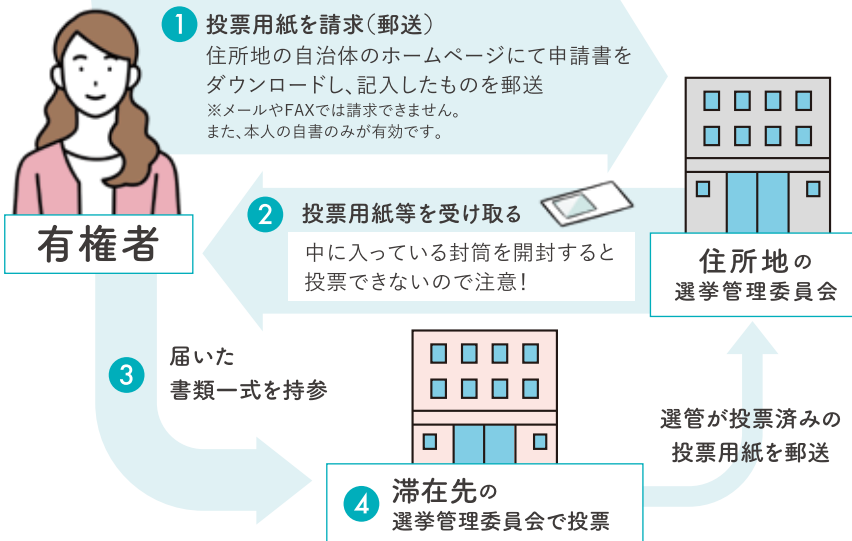 1 投票用紙を請求(郵送)
住所地の自治体のホームページにて申請書を
ダウンロードし、記入したものを郵送
※メールやFAXでは請求できません。
また、本人の自書のみが有効です。
有権者
2 投票用紙等を受け取る
中に入っている封筒を開封すると
投票できないので注意!
住所地の
選挙管理委員会
3 届いた
書類一式を持参
4 滞在先の
選挙管理委員会で投票
選管が投票済みの
投票用紙を郵送